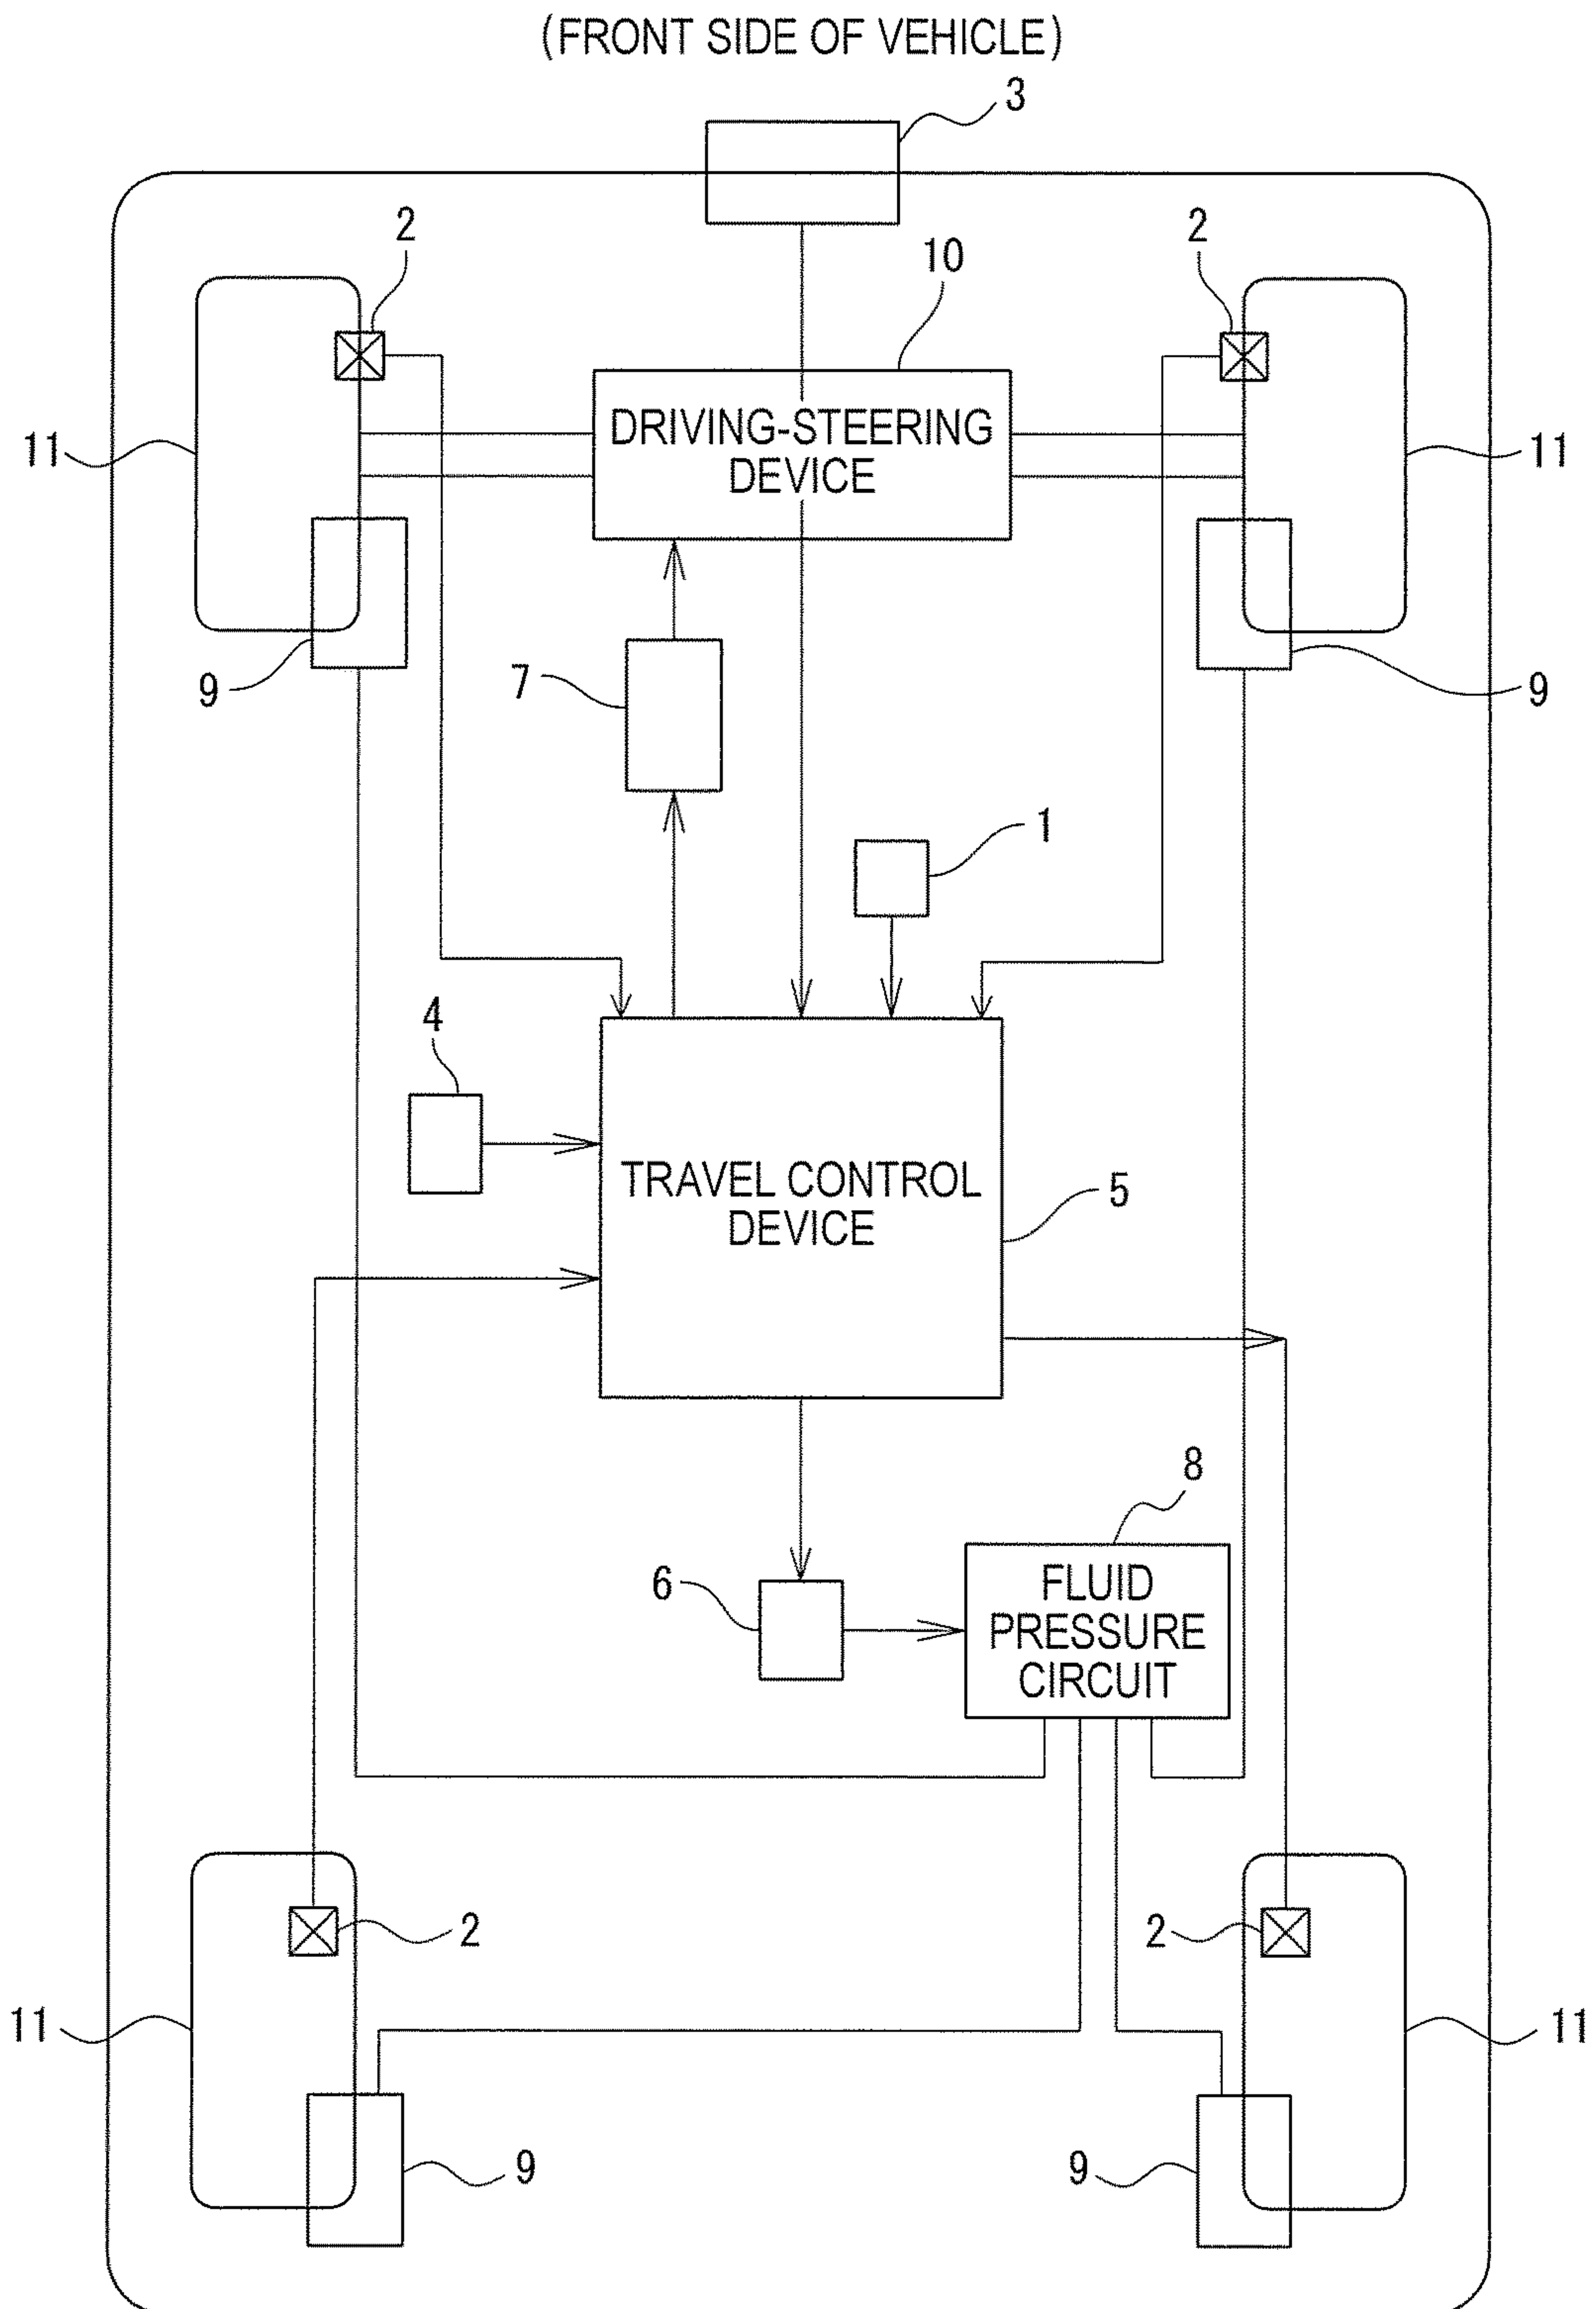 (FRONT SIDE OF VEHICLE)
3
2
2
10
DRIVING-STEERING
DEVICE
11
11
9
7
9
1
4
TRAVEL CONTROL
DEVICE
5
8
6
FLUID
PRESSURE
CIRCUIT
2
2
11
11
9
9